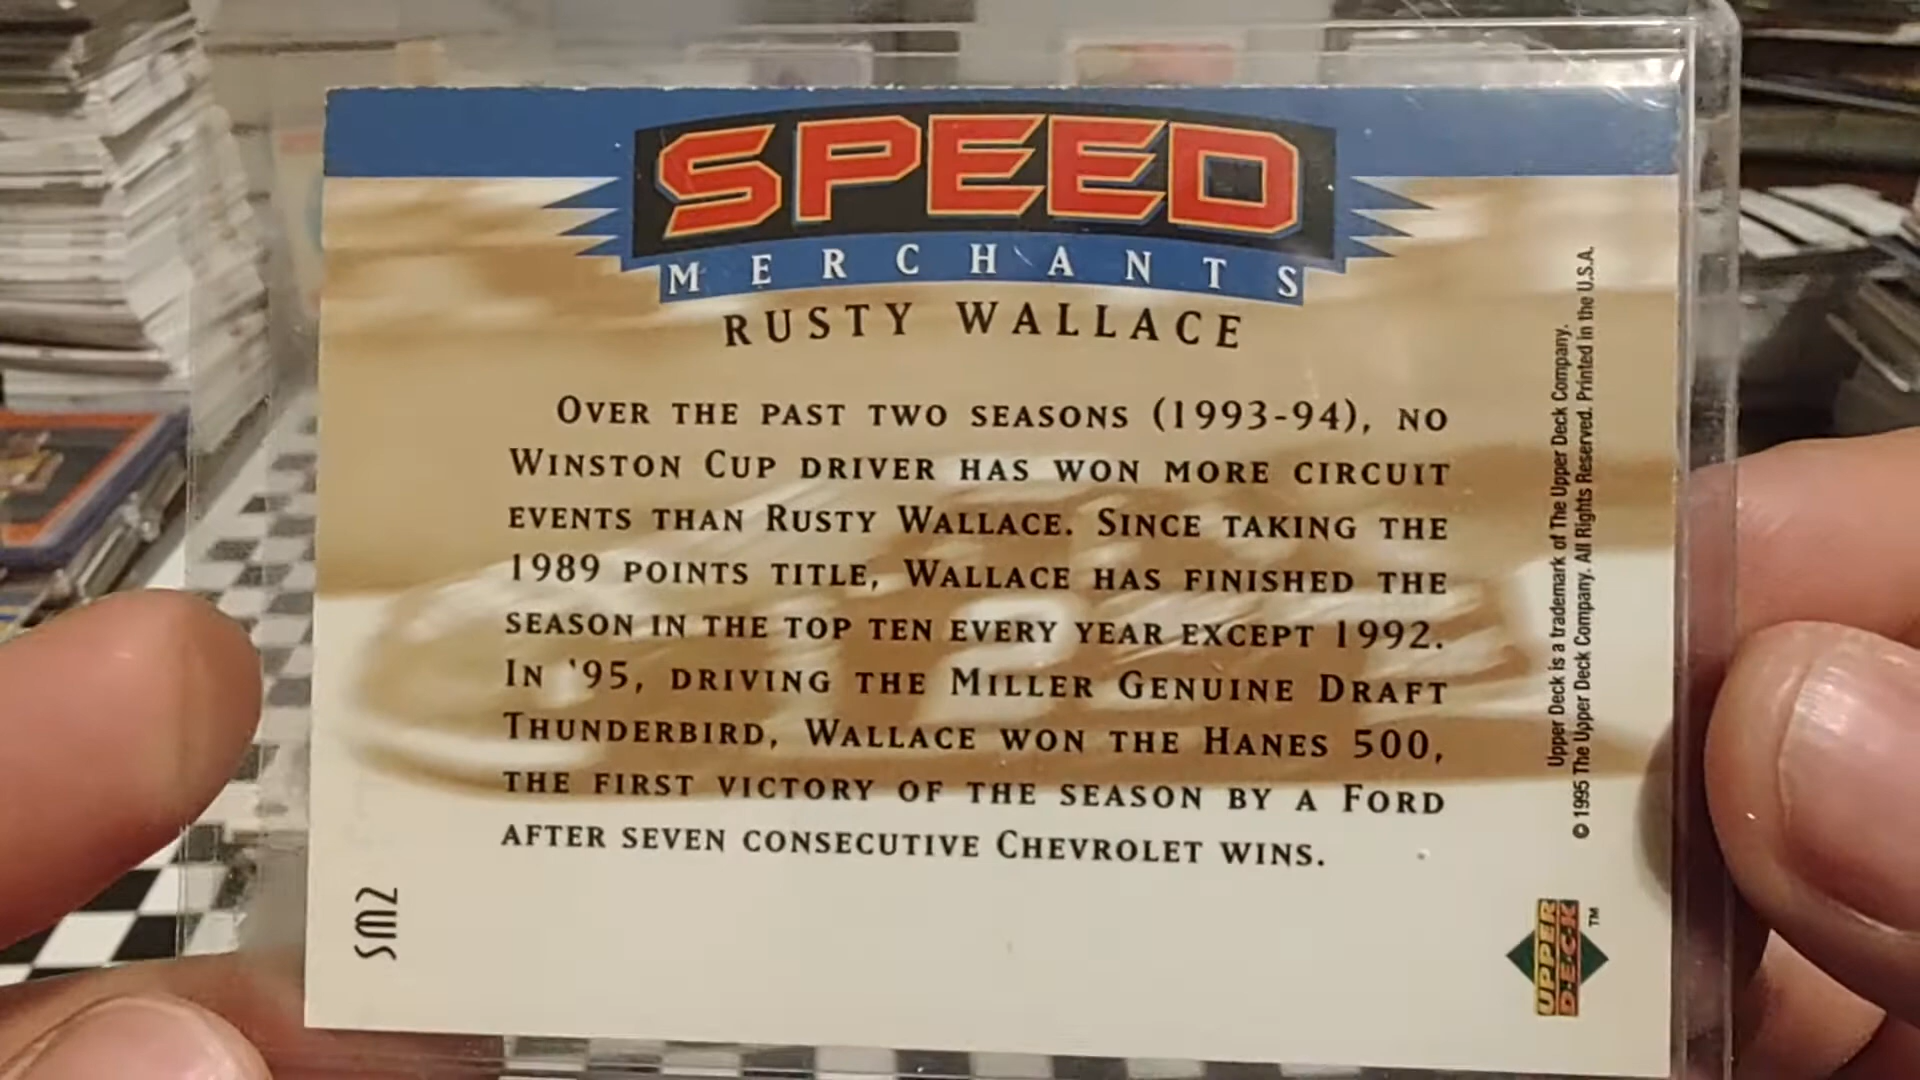 SPEED
MERCHANTS
RUSTY WALLACE
OVER THE PAST TWO SEASONS (1993-94), NO
WINSTON CUP DRIVER HAS WON MORE CIRCUIT
EVENTS THAN RUSTY WALLACE. SINCE TAKING THE
1989 POINTS TITLE, WALLACE HAS FINISHED THE
SEASON IN THE TOP TEN EVERY YEAR EXCEPT 1992.
IN '95, DRIVING THE MILLER GENUINE DRAFT
THUNDERBIRD, WALLACE WON THE HANES 500,
THE FIRST VICTORY OF THE SEASON BY A FORD
AFTER SEVEN CONSECUTIVE CHEVROLET WINS.
SM2
Upper Deck is a trademark of The Upper Deck Company.
© 1995 The Upper Deck Company. All Rights Reserved. Printed in the U.S.A.
UPPER
DECK
TM